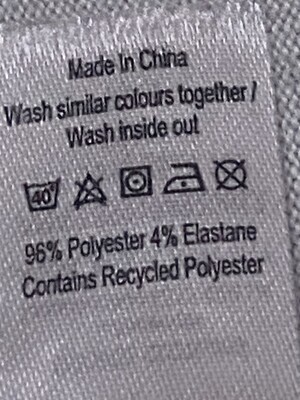 Made In China
Wash similar colours together /
Wash inside out
40
96% Polyester 4% Elastane
Contains Recycled Polyester